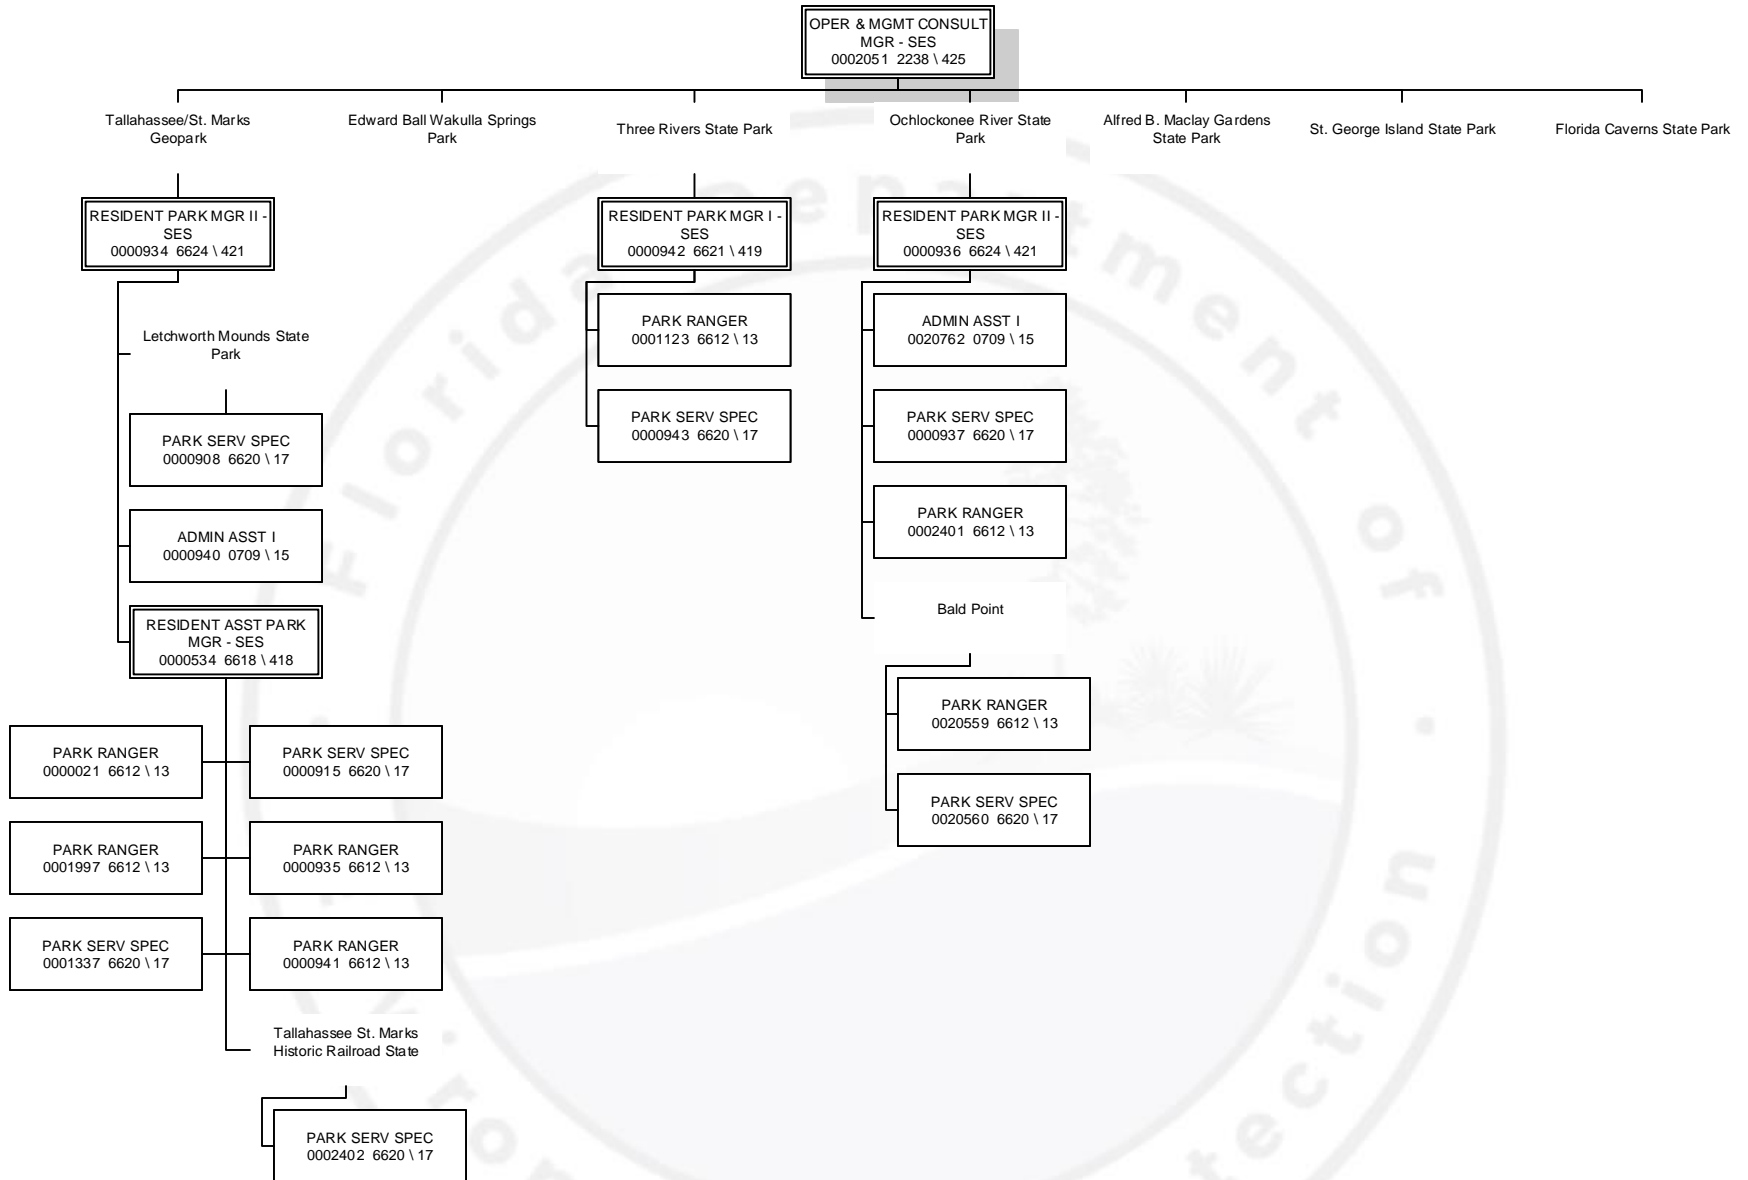 OPER & MGMT CONSULT
MGR - SES
0002051 2238 \ 425
Tallahassee/St. Marks
Geopark
Edward Ball Wakulla Springs
Park
Three Rivers State Park
Ochlockonee River State
Park
Alfred B. Maclay Gardens
State Park
St. George Island State Park
Florida Caverns State Park
RESIDENT PARK MGR II -
SES
0000934 6624 \ 421
RESIDENT PARK MGR I -
SES
0000942 6621 \ 419
RESIDENT PARK MGR II -
SES
0000936 6624 \ 421
Letchworth Mounds State
Park
PARK SERV SPEC
0000908 6620 \ 17
ADMIN ASST I
0000940 0709 \ 15
RESIDENT ASST PARK
MGR - SES
0000534 6618 \ 418
PARK RANGER
0000021 6612 \ 13
PARK SERV SPEC
0000915 6620 \ 17
PARK RANGER
0001997 6612 \ 13
PARK RANGER
0000935 6612 \ 13
PARK SERV SPEC
0001337 6620 \ 17
PARK RANGER
0000941 6612 \ 13
Tallahassee St. Marks
Historic Railroad State
PARK SERV SPEC
0002402 6620 \ 17
PARK RANGER
0001123 6612 \ 13
PARK SERV SPEC
0000943 6620 \ 17
ADMIN ASST I
0020762 0709 \ 15
PARK SERV SPEC
0000937 6620 \ 17
PARK RANGER
0002401 6612 \ 13
Bald Point
PARK RANGER
0020559 6612 \ 13
PARK SERV SPEC
0020560 6620 \ 17
Florida Department of